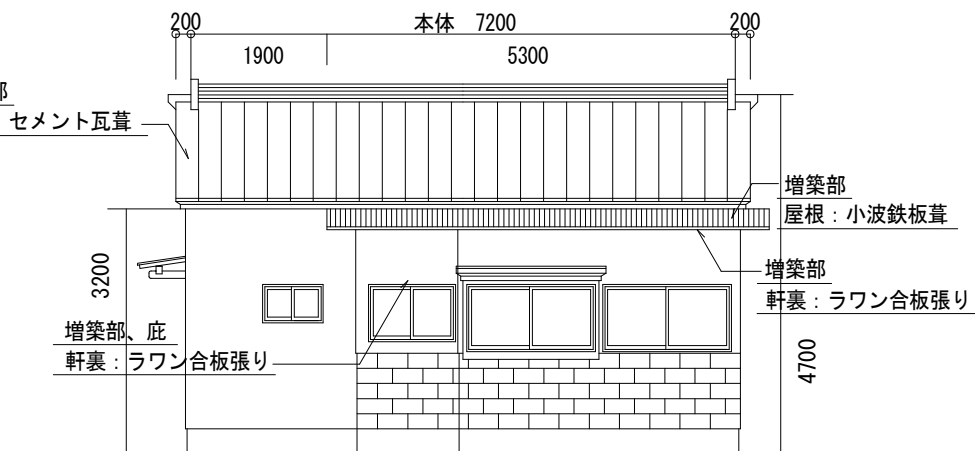 200 本体 7200 200
1900 5300
部
セメント瓦葺
増築部
屋根：小波鉄板葺
3200
増築部
軒裏：ラワン合板張り
増築部、庇
軒裏：ラワン合板張り
4700